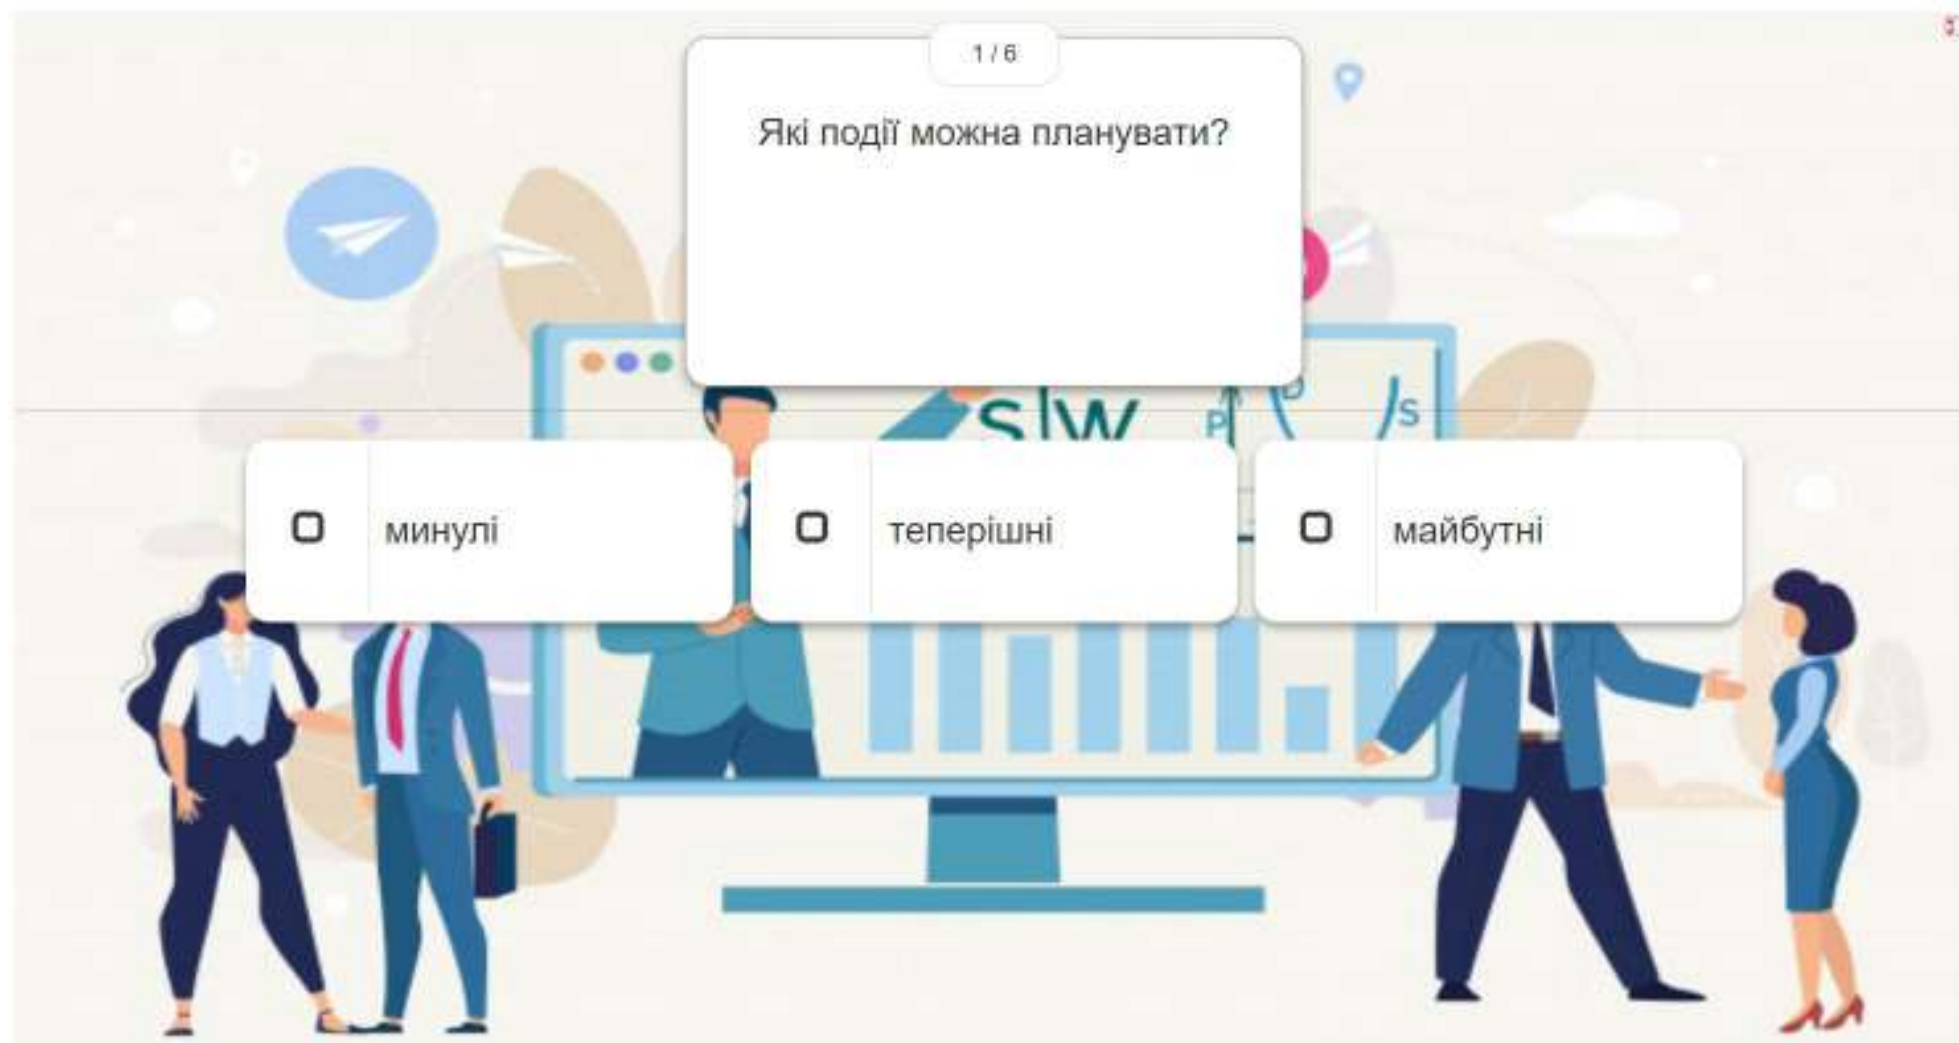 1 / 6
Які події можна планувати?
S W
P D S
минулі
теперішні
майбутні